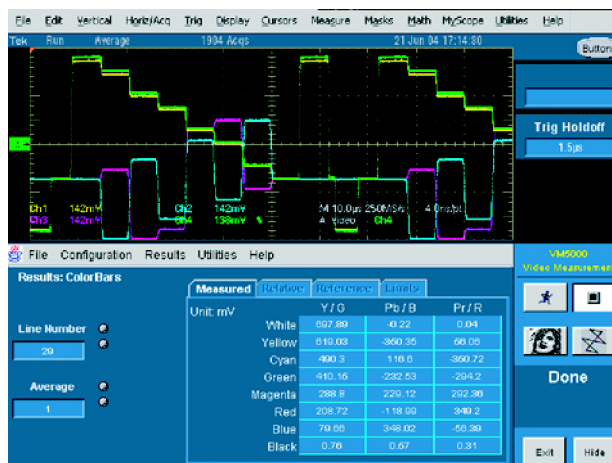 File Edit Vertical Horiz/Acq Trig Display Cursors Measure Masks Math MyScope Utilities Help
Tek Run Average 1904 Acqs 21 Jun 04 17:14:80
Button
Trig Holdoff
1.5µs
Ch1 142mV Ch2 142mV M 10.0µs 250MS/s 4.0ns/pt
Ch3 142mV Ch4 138mV A Video Ch4
File Configuration Results Utilities Help
VM5000
Video Measurement
Results: ColorBars
Measured Relative Reference Limits
Unit: mV Y/G Pb/B Pr/R
White 697.89 -0.22 0.04
Line Number
Yellow 619.03 -350.35 56.06
29
Cyan 490.3 116.6 -350.72
Green 410.16 -232.53 -294.2
Done
Average
Magenta 288.8 229.12 292.36
1
Red 208.72 -118.99 349.2
Blue 79.66 348.02 -56.39
Black 0.76 0.67 0.31
Exit Hide